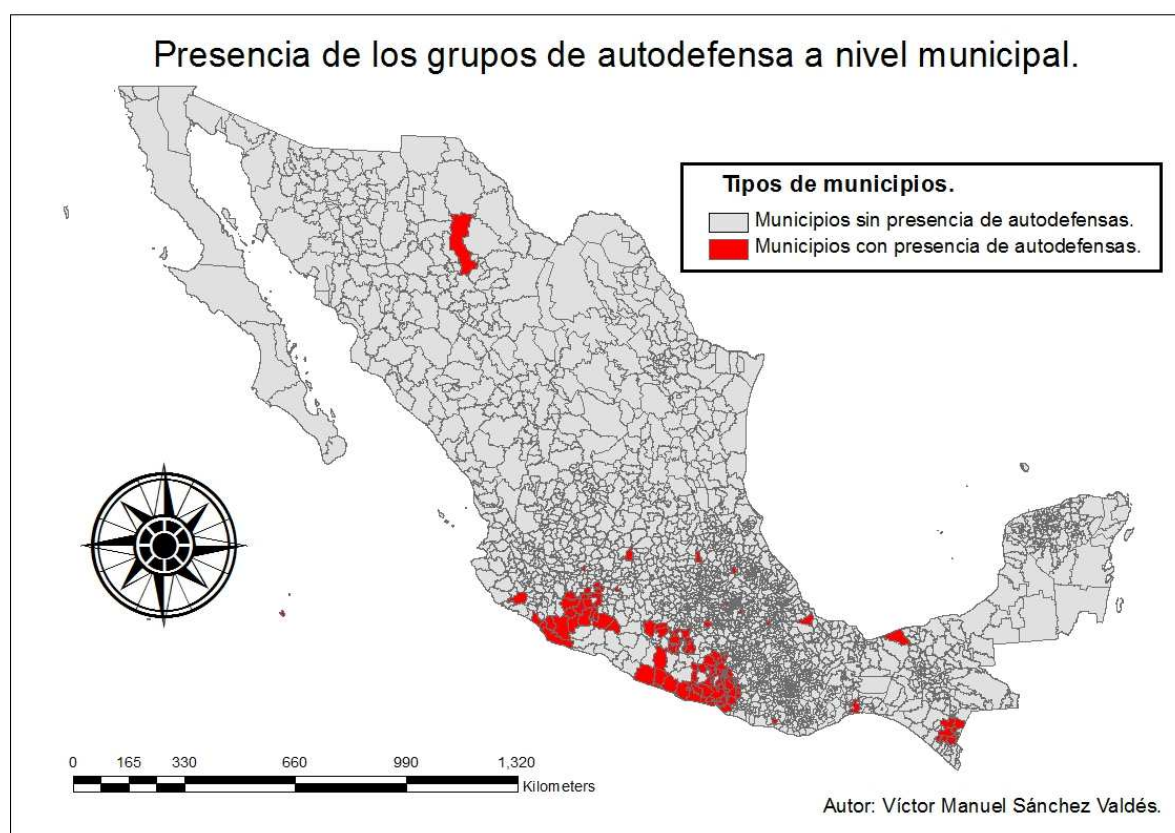 Presencia de los grupos de autodefensa a nivel municipal.
Tipos de municipios.
Municipios sin presencia de autodefensas.
Municipios con presencia de autodefensas.
0 165 330 660 990 1,320
Kilometers
Autor: Víctor Manuel Sánchez Valdés.